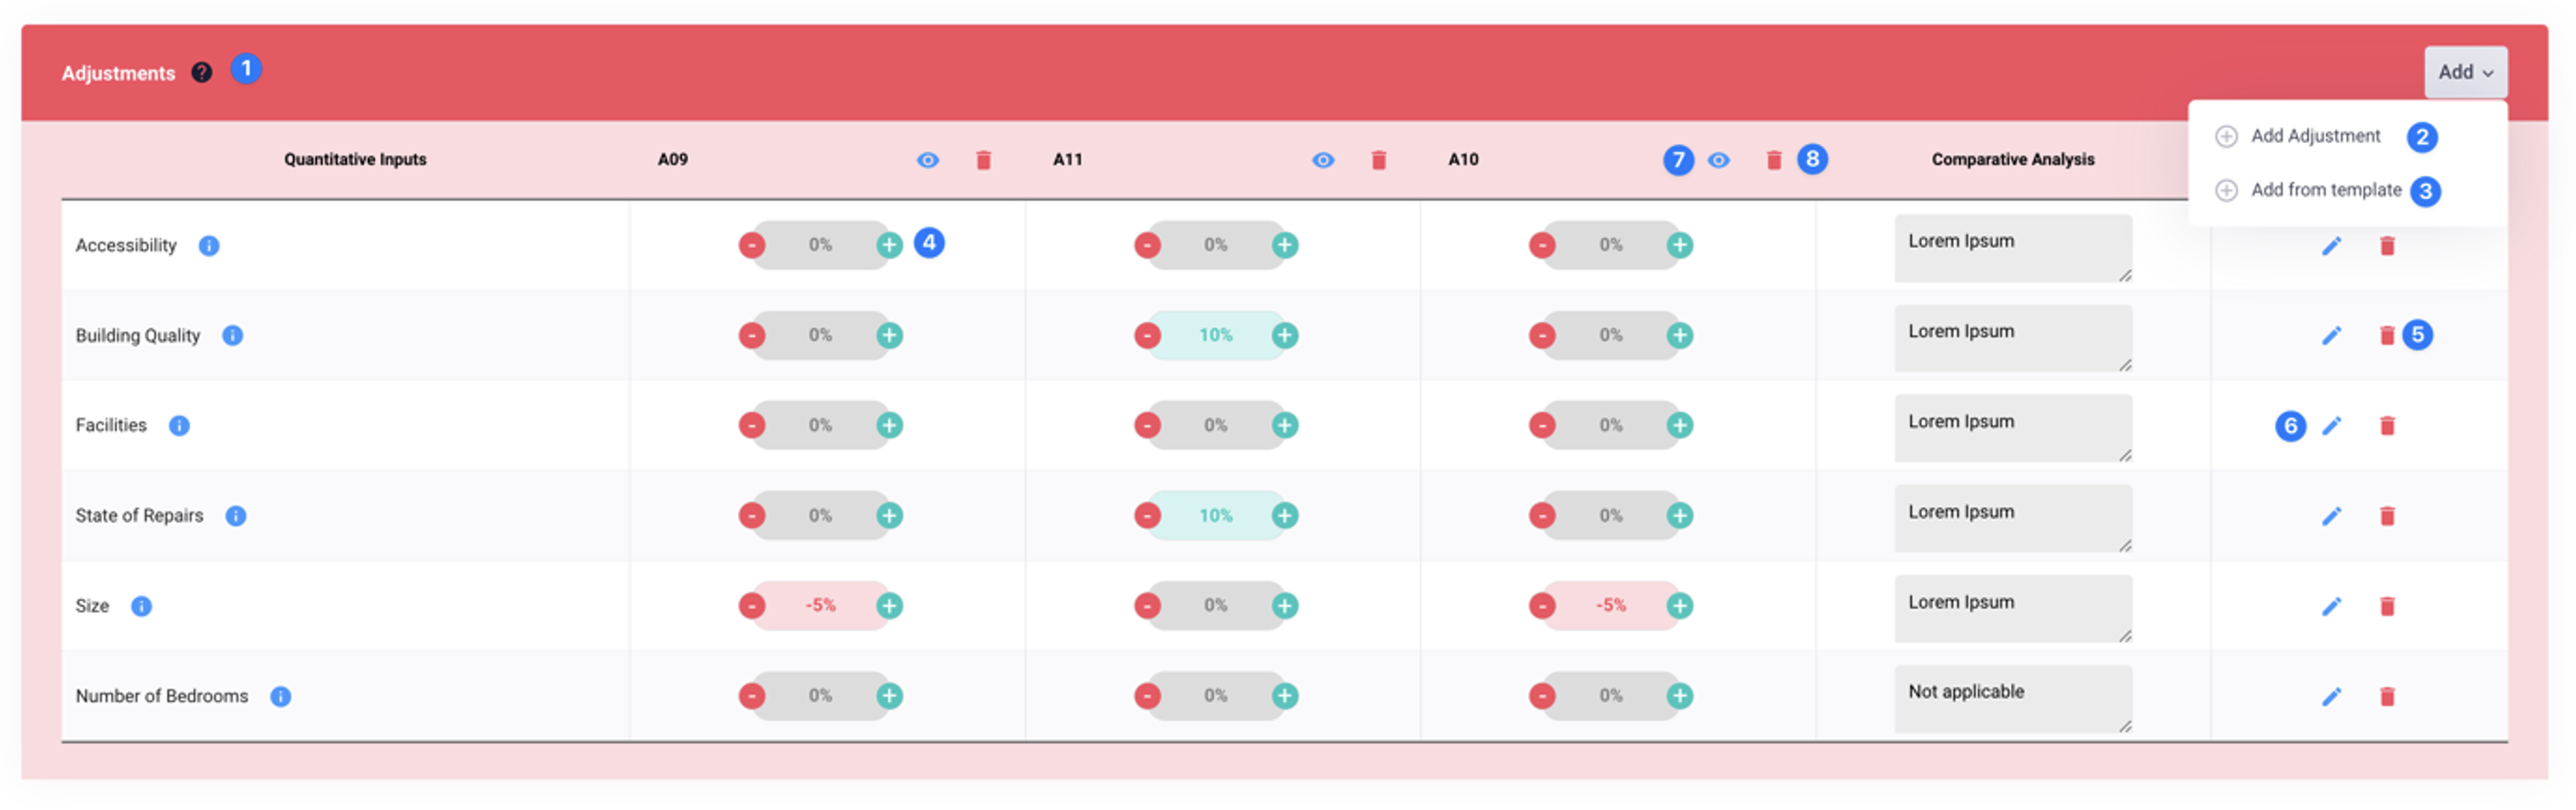 Adjustments ? 1
Add
Add Adjustment 2
Add from template 3
Quantitative Inputs A09 A11 A10 7 8 Comparative Analysis
Accessibility i - 0% + 4 - 0% + - 0% + Lorem Ipsum
Building Quality i - 0% + - 10% + - 0% + Lorem Ipsum 5
Facilities i - 0% + - 0% + - 0% + Lorem Ipsum 6
State of Repairs i - 0% + - 10% + - 0% + Lorem Ipsum
Size i - -5% + - 0% + - -5% + Lorem Ipsum
Number of Bedrooms i - 0% + - 0% + - 0% + Not applicable